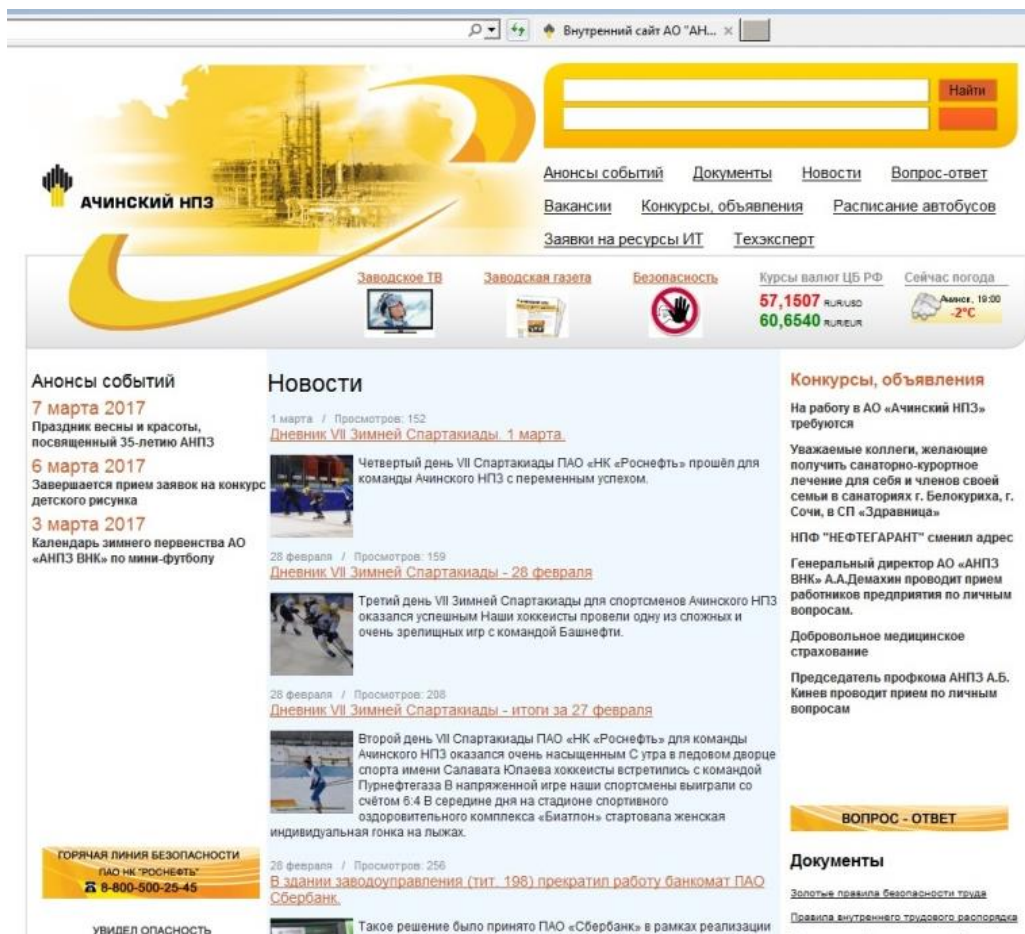 Внутренний сайт АО "АН...
Найти
АЧИНСКИЙ НПЗ
Анонсы событий Документы Новости Вопрос-ответ
Вакансии Конкурсы, объявления Расписание автобусов
Заявки на ресурсы ИТ Техэксперт
Заводское ТВ Заводская газета Безопасность Курсы валют ЦБ РФ Сейчас погода
57,1507 RUR/USD
60,6540 RUR/EUR
Ачинск, 19:00
-2°C
Анонсы событий
7 марта 2017
Праздник весны и красоты,
посвященный 35-летию АНПЗ
6 марта 2017
Завершается прием заявок на конкурс
детского рисунка
3 марта 2017
Календарь зимнего первенства АО
«АНПЗ ВНК» по мини-футболу
ГОРЯЧАЯ ЛИНИЯ БЕЗОПАСНОСТИ
ПАО НК "РОСНЕФТЬ"
8-800-500-25-45
УВИДЕЛ ОПАСНОСТЬ
Новости
1 марта / Просмотров: 152
Дневник VII Зимней Спартакиады. 1 марта.
Четвертый день VII Спартакиады ПАО «НК «Роснефть» прошёл для
команды Ачинского НПЗ с переменным успехом.
28 февраля / Просмотров: 159
Дневник VII Зимней Спартакиады - 28 февраля
Третий день VII Зимней Спартакиады для спортсменов Ачинского НПЗ
оказался успешным Наши хоккеисты провели одну из сложных и
очень зрелищных игр с командой Башнефти.
28 февраля / Просмотров: 208
Дневник VII Зимней Спартакиады - итоги за 27 февраля
Второй день VII Спартакиады ПАО «НК «Роснефть» для команды
Ачинского НПЗ оказался очень насыщенным С утра в ледовом дворце
спорта имени Салавата Юлаева хоккеисты встретились с командой
Пурнефтегаза В напряженной игре наши спортсмены выиграли со
счётом 6:4 В середине дня на стадионе спортивного
оздоровительного комплекса «Биатлон» стартовала женская
индивидуальная гонка на лыжах.
28 февраля / Просмотров: 256
В здании заводоуправления (тит. 198) прекратил работу банкомат ПАО
Сбербанк.
Такое решение было принято ПАО «Сбербанк» в рамках реализации
Конкурсы, объявления
На работу в АО «Ачинский НПЗ»
требуются
Уважаемые коллеги, желающие
получить санаторно-курортное
лечение для себя и членов своей
семьи в санаториях г. Белокуриха, г.
Сочи, в СП «Здравница»
НПФ "НЕФТЕГАРАНТ" сменил адрес
Генеральный директор АО «АНПЗ
ВНК» А.А.Демахин проводит прием
работников предприятия по личным
вопросам.
Добровольное медицинское
страхование
Председатель профкома АНПЗ А.Б.
Кинев проводит прием по личным
вопросам
ВОПРОС - ОТВЕТ
Документы
Золотые правила безопасности труда
Правила внутреннего трудового распорядка